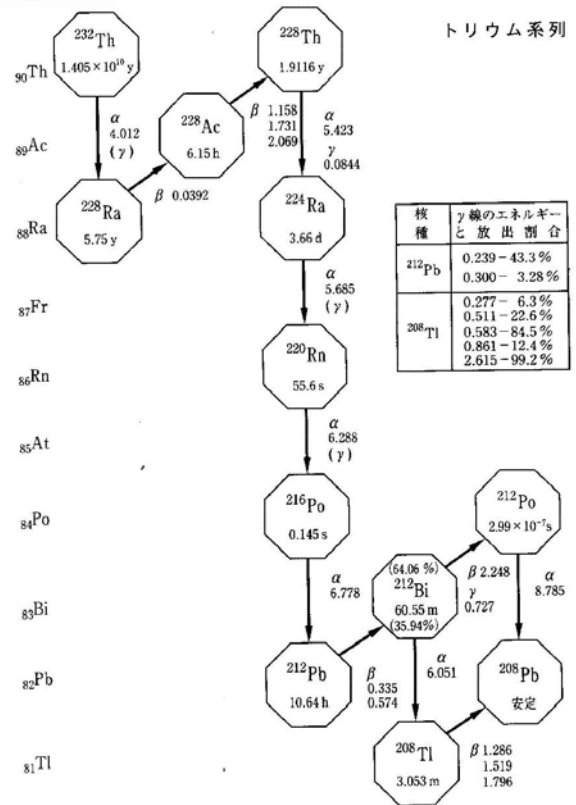 トリウム系列
₉₀Th
²³²Th
1.405×10¹⁰ y
²²⁸Th
1.9116 y
α
4.012
(γ)
β 1.158
1.731
2.069
α
5.423
γ
0.0844
₈₉Ac
²²⁸Ac
6.15 h
β 0.0392
₈₈Ra
²²⁸Ra
5.75 y
²²⁴Ra
3.66 d
核種
γ線のエネルギーと放出割合
²¹²Pb
0.239－43.3 %
0.300－ 3.28 %
²⁰⁸Tl
0.277－ 6.3 %
0.511－22.6 %
0.583－84.5 %
0.861－12.4 %
2.615－99.2 %
α
5.685
(γ)
₈₇Fr
₈₆Rn
²²⁰Rn
55.6 s
α
6.288
(γ)
₈₅At
₈₄Po
²¹⁶Po
0.145 s
²¹²Po
2.99×10⁻⁷s
α
6.778
(64.06 %)
²¹²Bi
60.55 m
(35.94%)
β 2.248
γ
0.727
α
8.785
₈₃Bi
₈₂Pb
²¹²Pb
10.64 h
β
0.335
0.574
α
6.051
²⁰⁸Pb
安定
₈₁Tl
²⁰⁸Tl
3.053 m
β 1.286
1.519
1.796